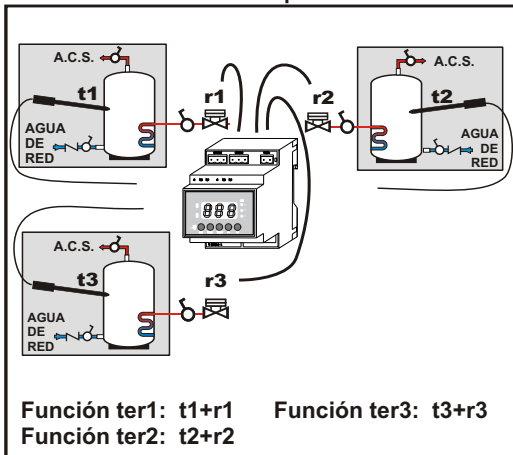 A.C.S.
t1
AGUA
DE
RED
r1
r2
A.C.S.
t2
AGUA
DE
RED
888
A.C.S.
t3
AGUA
DE
RED
r3
Función ter1: t1+r1 Función ter3: t3+r3
Función ter2: t2+r2